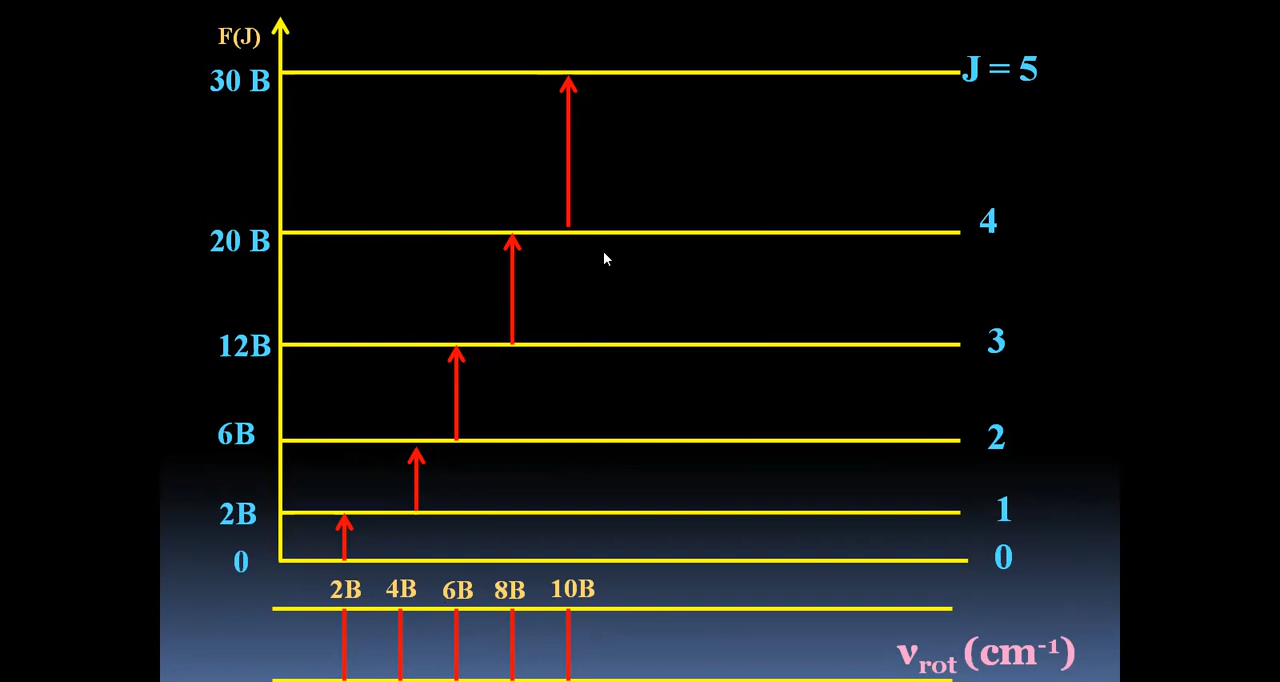 F(J)
30 B
J = 5
20 B
4
12B
3
6B
2
2B
1
0
0
2B 4B 6B 8B 10B
νrot (cm-1)